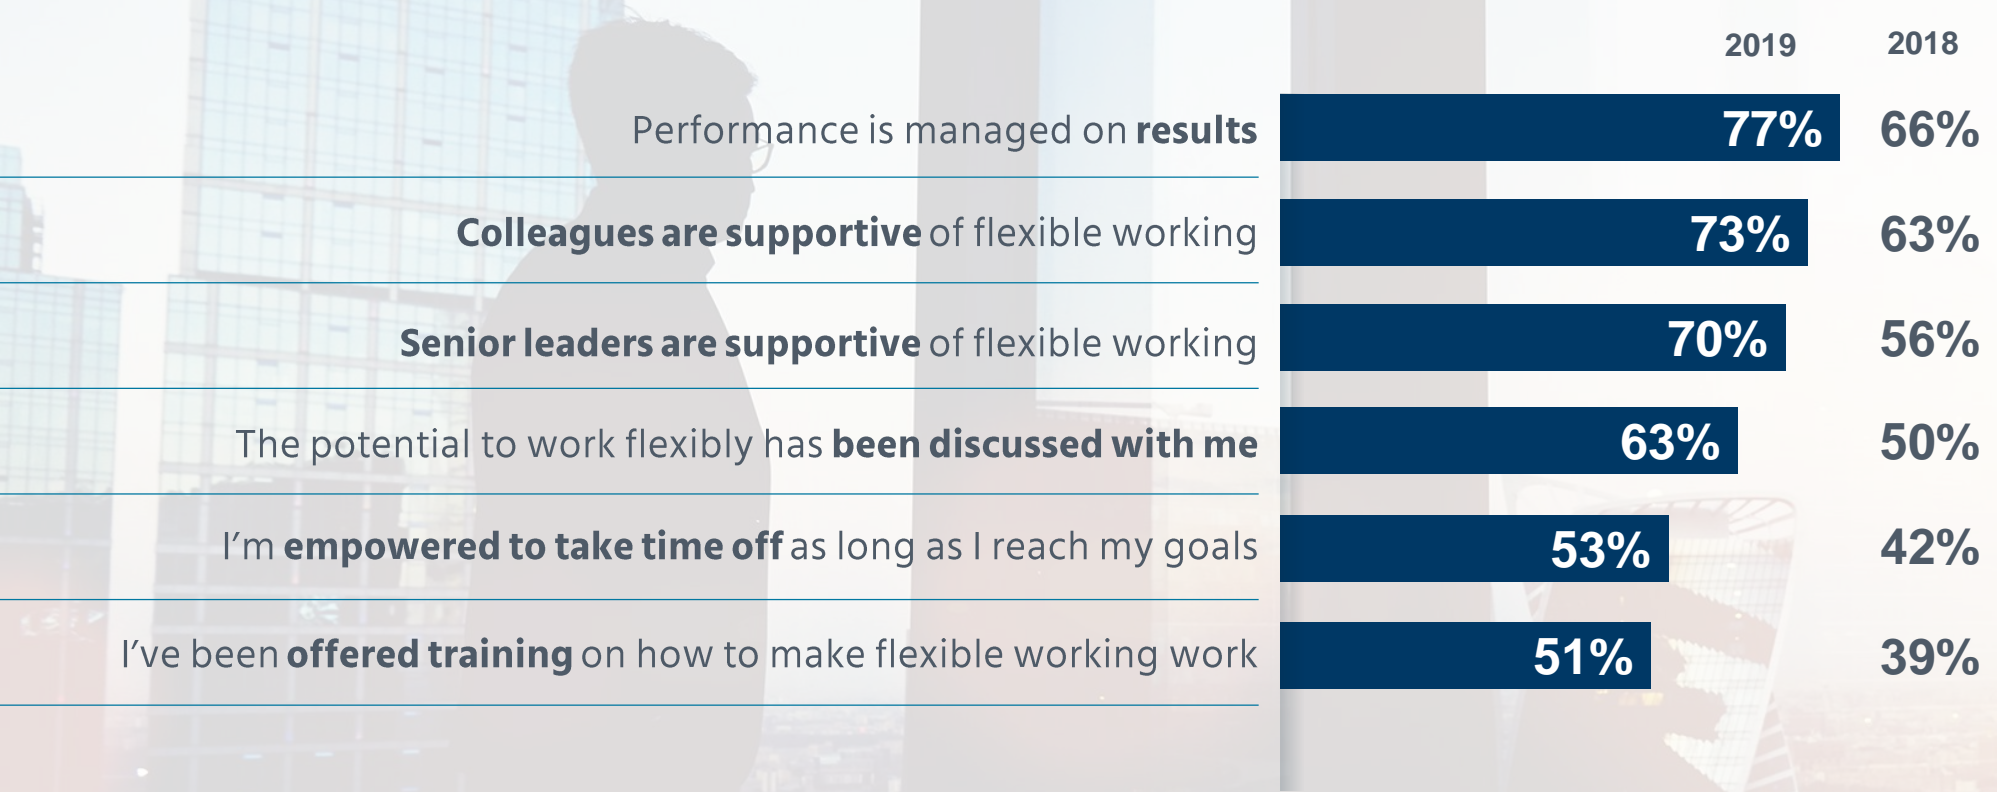 2019 2018
Performance is managed on results 77% 66%
Colleagues are supportive of flexible working 73% 63%
Senior leaders are supportive of flexible working 70% 56%
The potential to work flexibly has been discussed with me 63% 50%
I’m empowered to take time off as long as I reach my goals 53% 42%
I’ve been offered training on how to make flexible working work 51% 39%